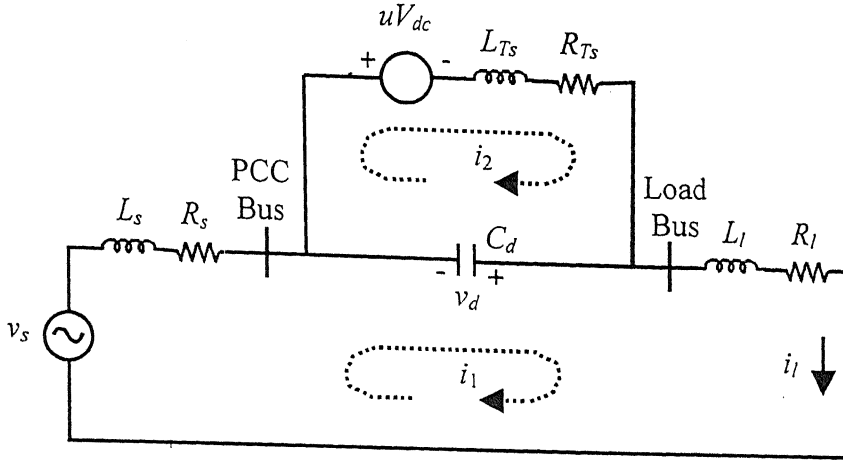 uV_dc
+ - L_Ts R_Ts
i_2
PCC
Bus
Load
Bus
L_s R_s
C_d
L_l R_l
- +
v_d
v_s
i_1
i_l